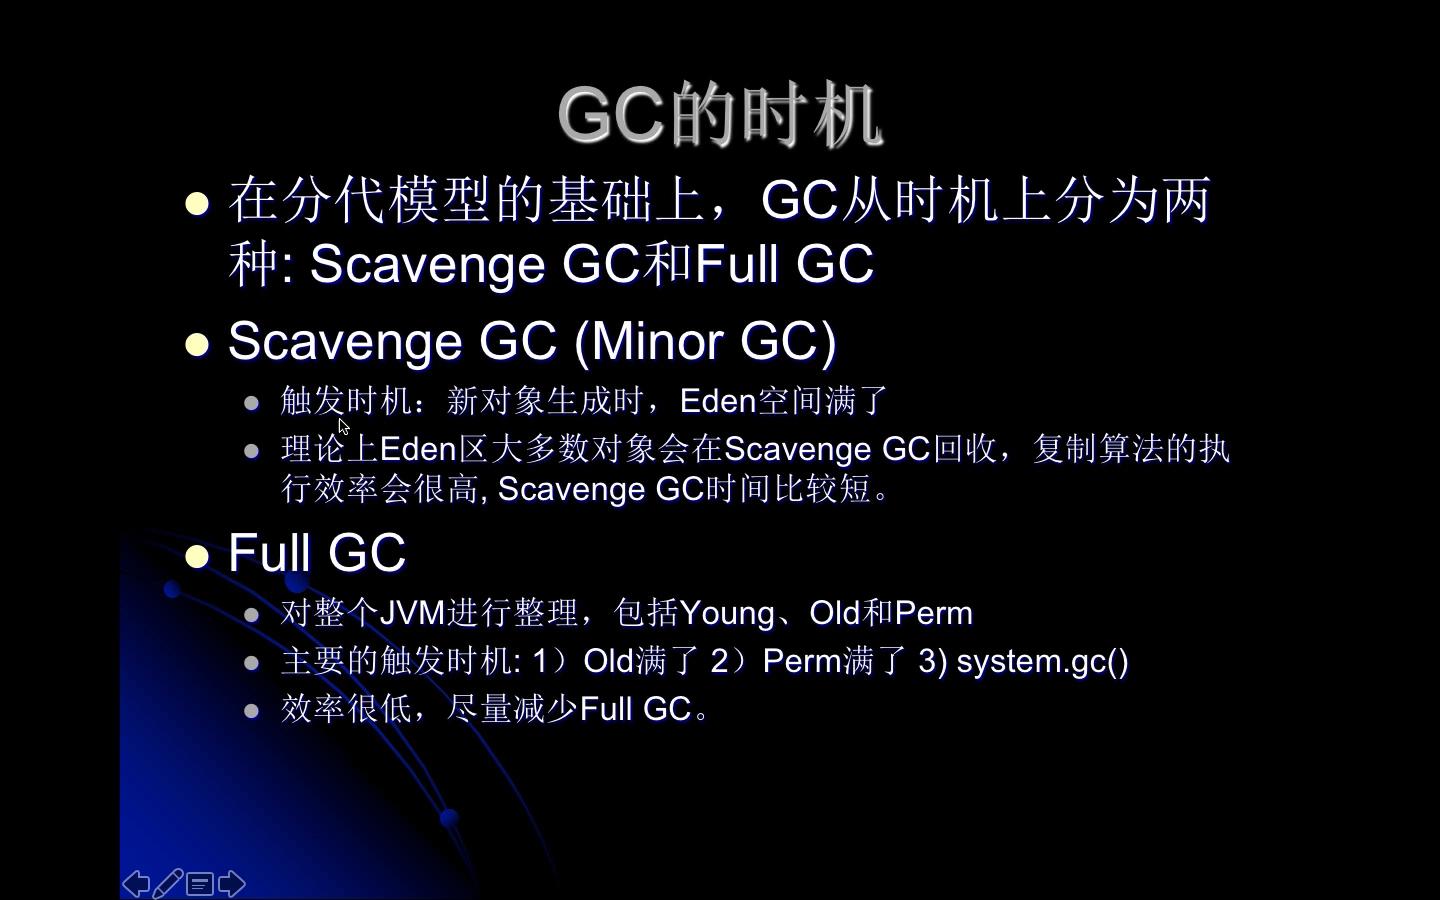 GC的时机
在分代模型的基础上，GC从时机上分为两
种: Scavenge GC和Full GC
Scavenge GC (Minor GC)
触发时机：新对象生成时，Eden空间满了
理论上Eden区大多数对象会在Scavenge GC回收，复制算法的执
行效率会很高, Scavenge GC时间比较短。
Full GC
对整个JVM进行整理，包括Young、Old和Perm
主要的触发时机: 1）Old满了 2）Perm满了 3) system.gc()
效率很低，尽量减少Full GC。